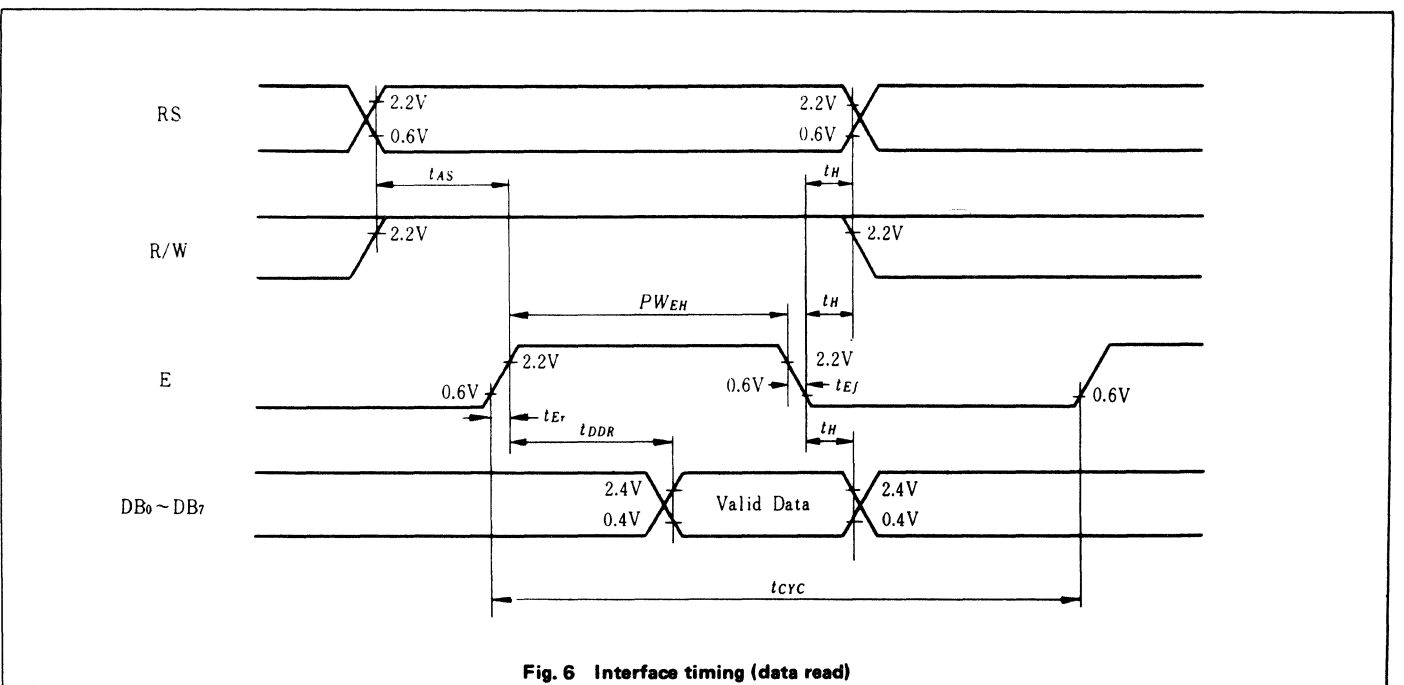 RS
2.2V
0.6V
2.2V
0.6V
tAS
tH
R/W
2.2V
2.2V
PWEH
tH
E
2.2V
0.6V
2.2V
0.6V
tEf
0.6V
tEr
tDDR
tH
DB0~DB7
2.4V
0.4V
Valid Data
2.4V
0.4V
tCYC
Fig. 6 Interface timing (data read)